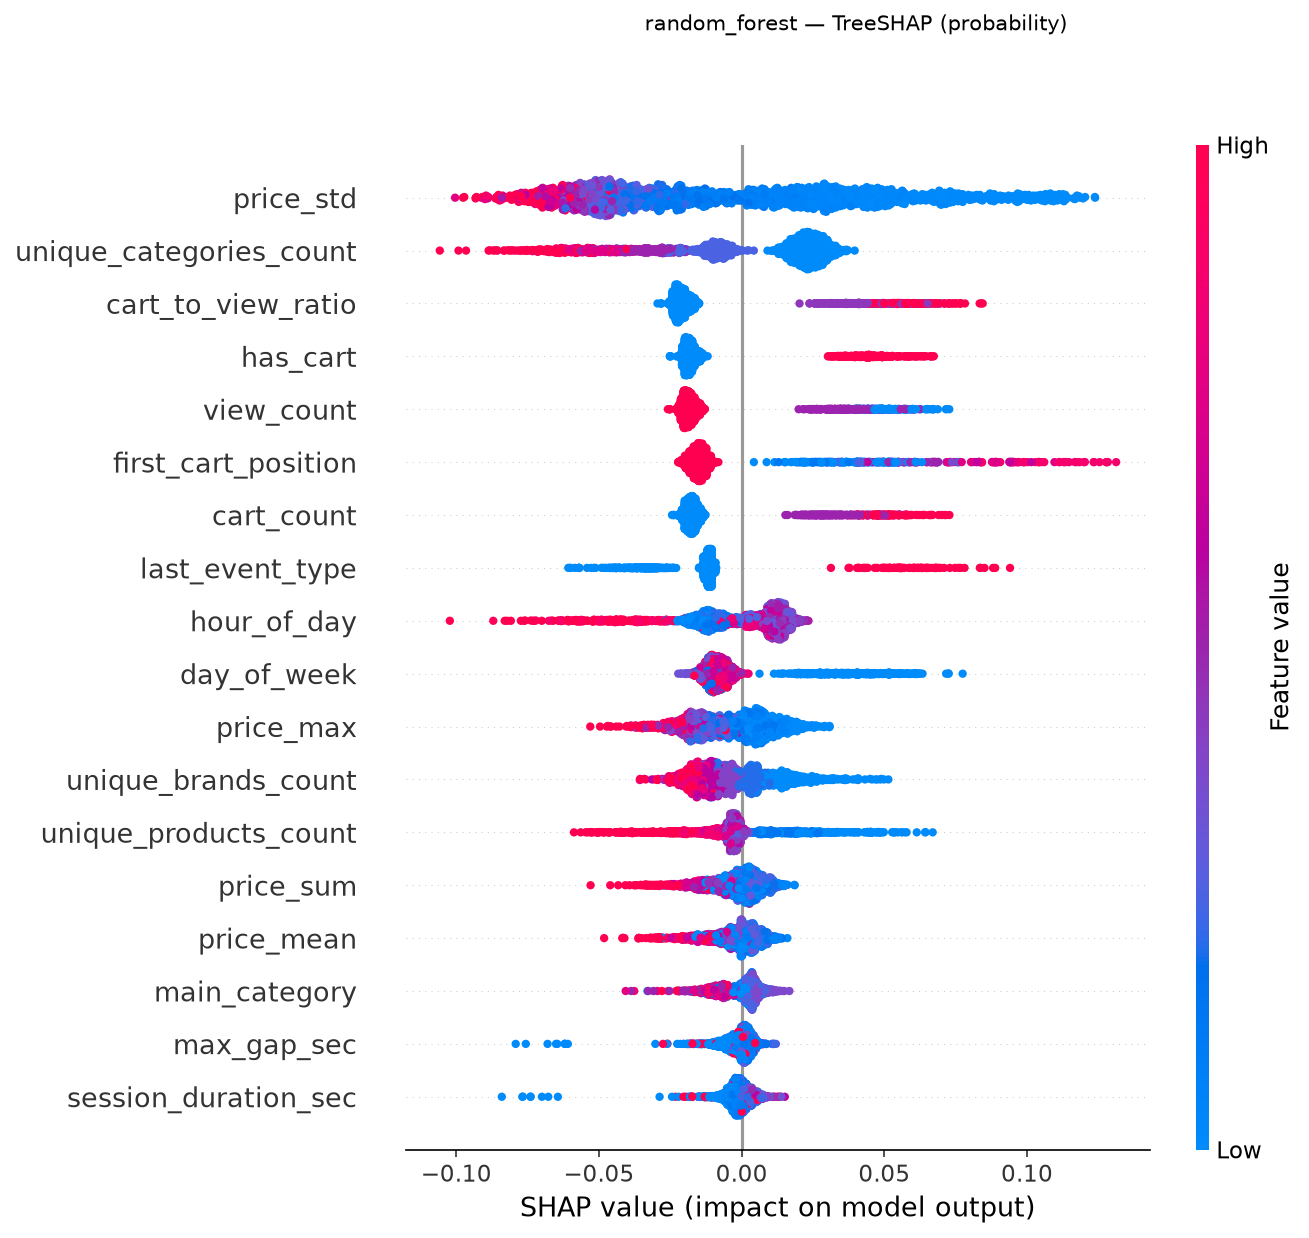 random_forest — TreeSHAP (probability)
High
price_std
unique_categories_count
cart_to_view_ratio
has_cart
view_count
first_cart_position
cart_count
last_event_type
hour_of_day
day_of_week
price_max
unique_brands_count
unique_products_count
price_sum
price_mean
main_category
max_gap_sec
session_duration_sec
Feature value
Low
−0.10 −0.05 0.00 0.05 0.10
SHAP value (impact on model output)